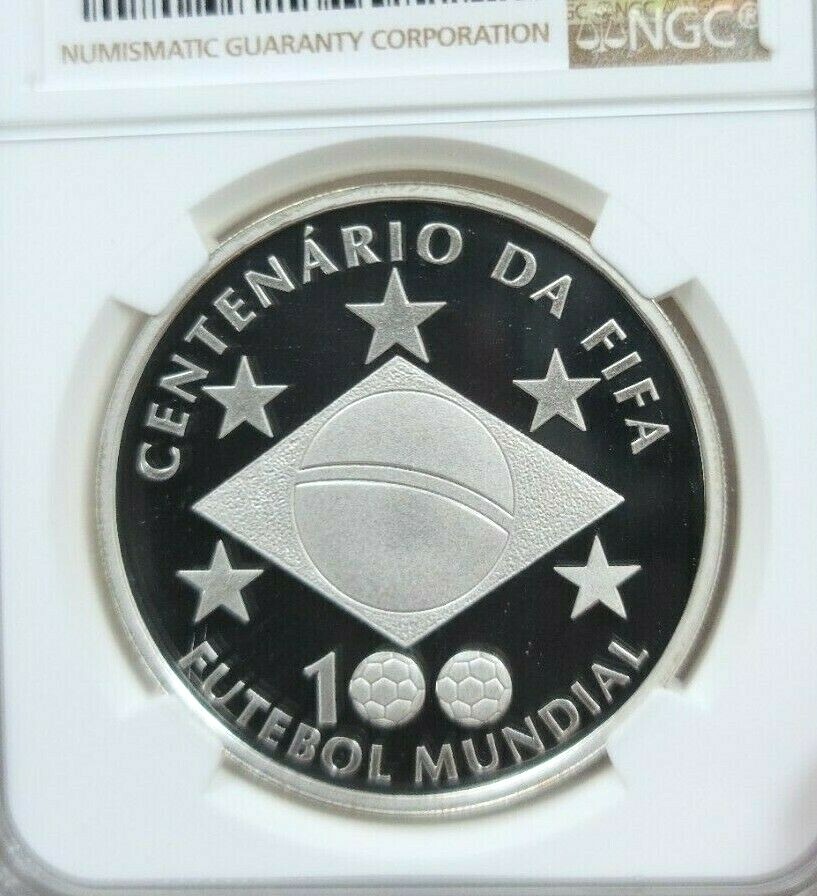 NUMISMATIC GUARANTY CORPORATION
NGC®
CENTENÁRIO DA FIFA
100
FUTEBOL MUNDIAL